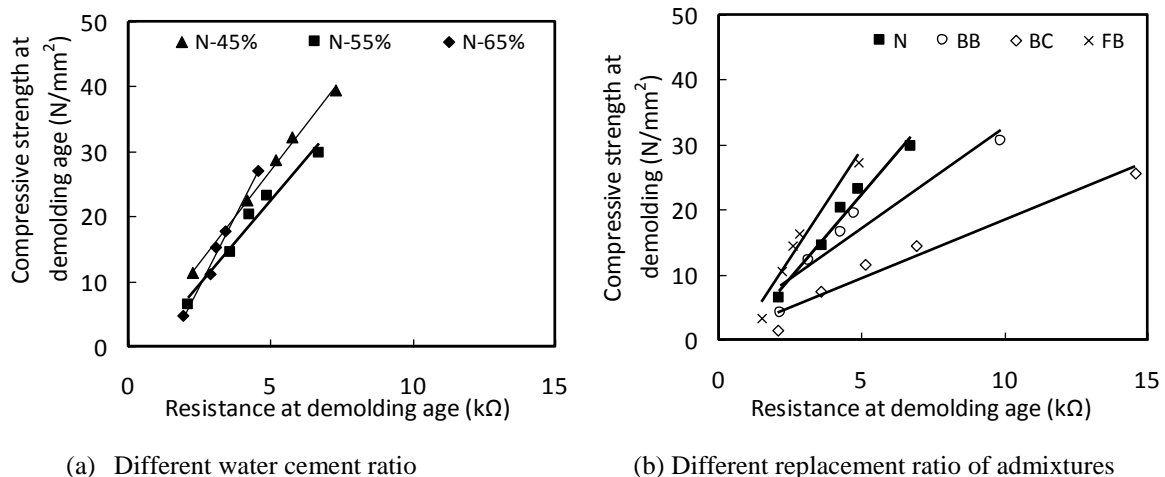 50
40
30
20
10
0
Compressive strength at
demolding age (N/mm²)
N-45% N-55% N-65%
0 5 10 15
Resistance at demolding age (kΩ)
(a) Different water cement ratio
50
40
30
20
10
0
Compressive strength at
demolding age (N/mm²)
N BB BC FB
0 5 10 15
Resistance at demolding age (kΩ)
(b) Different replacement ratio of admixtures